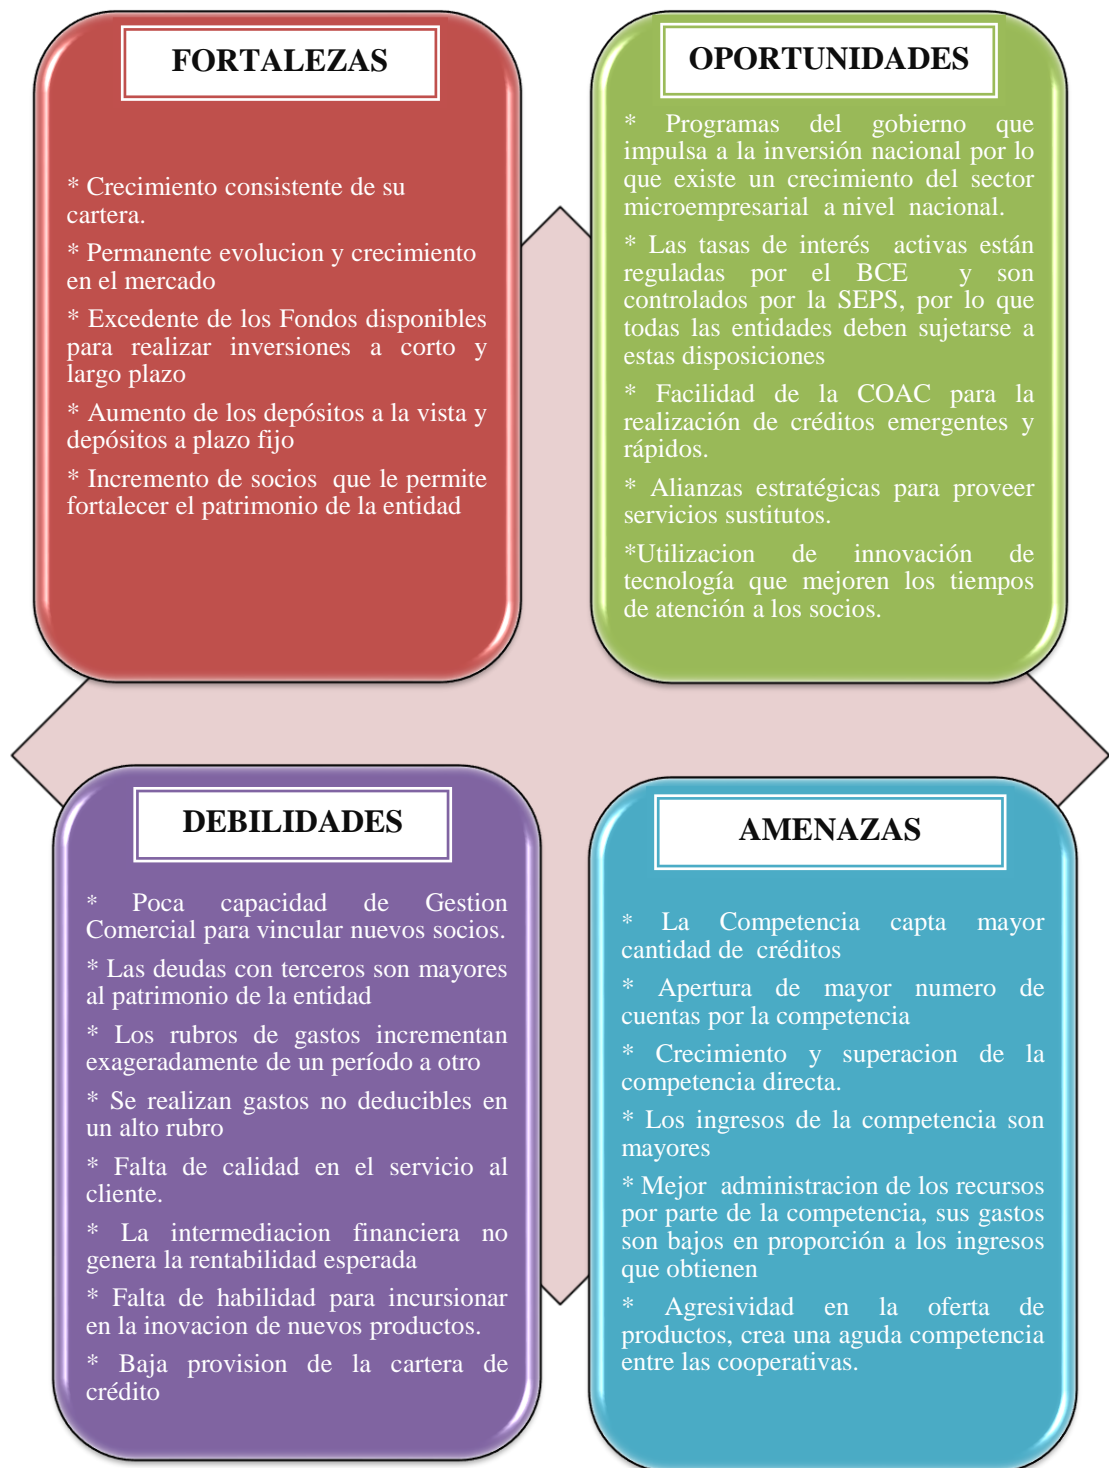 FORTALEZAS
* Crecimiento consistente de su
cartera.
* Permanente evolucion y crecimiento
en el mercado
* Excedente de los Fondos disponibles
para realizar inversiones a corto y
largo plazo
* Aumento de los depósitos a la vista y
depósitos a plazo fijo
* Incremento de socios que le permite
fortalecer el patrimonio de la entidad
OPORTUNIDADES
* Programas del gobierno que
impulsa a la inversión nacional por lo
que existe un crecimiento del sector
microempresarial a nivel nacional.
* Las tasas de interés activas están
reguladas por el BCE y son
controlados por la SEPS, por lo que
todas las entidades deben sujetarse a
estas disposiciones
* Facilidad de la COAC para la
realización de créditos emergentes y
rápidos.
* Alianzas estratégicas para proveer
servicios sustitutos.
*Utilizacion de innovación de
tecnología que mejoren los tiempos
de atención a los socios.
DEBILIDADES
* Poca capacidad de Gestion
Comercial para vincular nuevos socios.
* Las deudas con terceros son mayores
al patrimonio de la entidad
* Los rubros de gastos incrementan
exageradamente de un período a otro
* Se realizan gastos no deducibles en
un alto rubro
* Falta de calidad en el servicio al
cliente.
* La intermediacion financiera no
genera la rentabilidad esperada
* Falta de habilidad para incursionar
en la inovacion de nuevos productos.
* Baja provision de la cartera de
crédito
AMENAZAS
* La Competencia capta mayor
cantidad de créditos
* Apertura de mayor numero de
cuentas por la competencia
* Crecimiento y superacion de la
competencia directa.
* Los ingresos de la competencia son
mayores
* Mejor administracion de los recursos
por parte de la competencia, sus gastos
son bajos en proporción a los ingresos
que obtienen
* Agresividad en la oferta de
productos, crea una aguda competencia
entre las cooperativas.